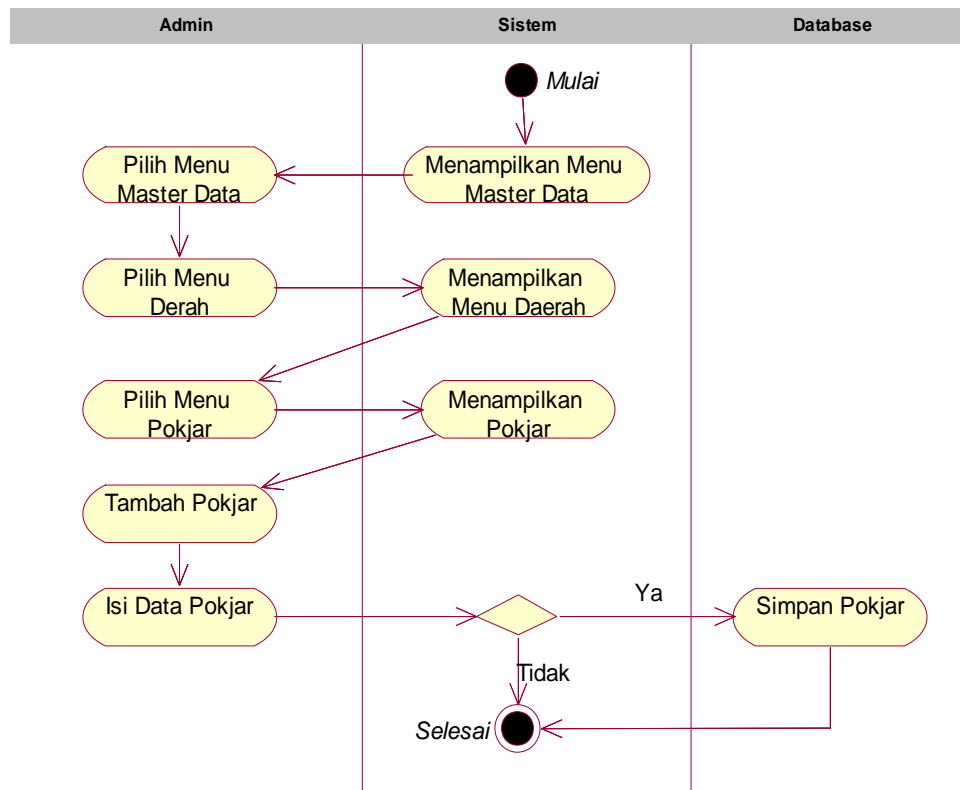 Admin
Sistem
Database
Mulai
Pilih Menu
Master Data
Menampilkan Menu
Master Data
Pilih Menu
Derah
Menampilkan
Menu Daerah
Pilih Menu
Pokjar
Menampilkan
Pokjar
Tambah Pokjar
Isi Data Pokjar
Ya
Simpan Pokjar
Tidak
Selesai